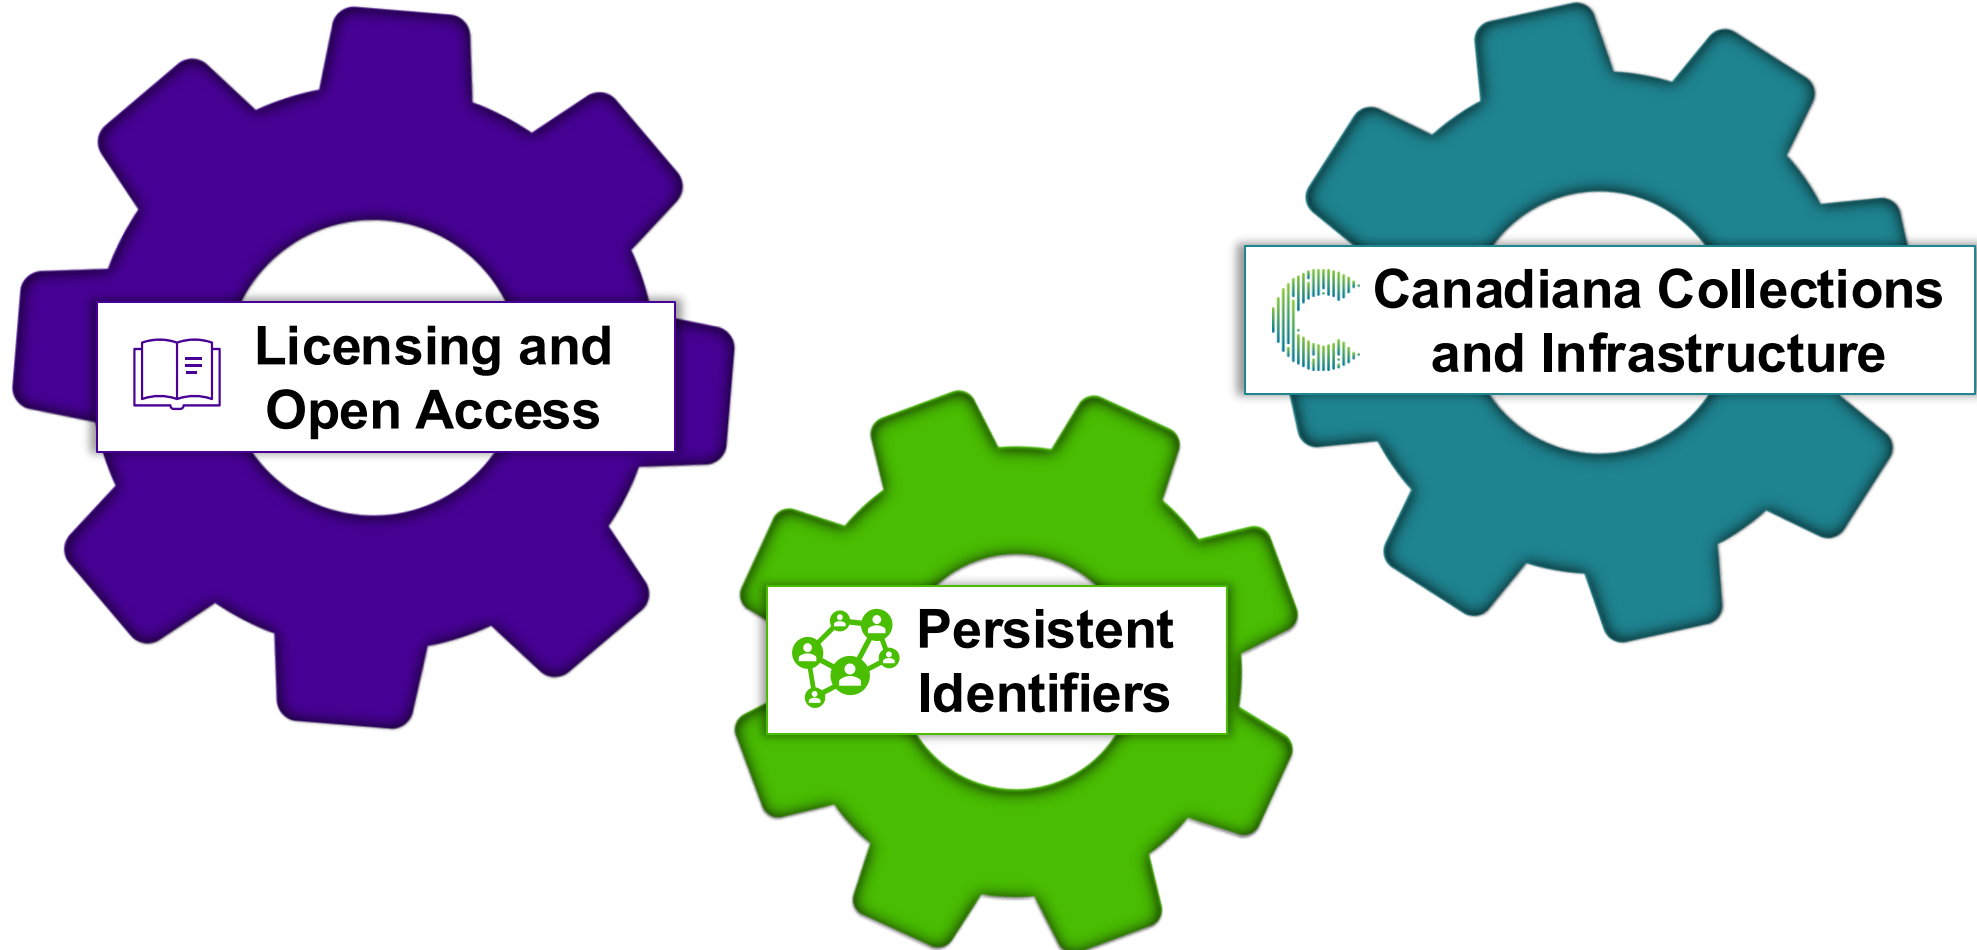 Licensing and
Open Access
Persistent
Identifiers
Canadiana Collections
and Infrastructure